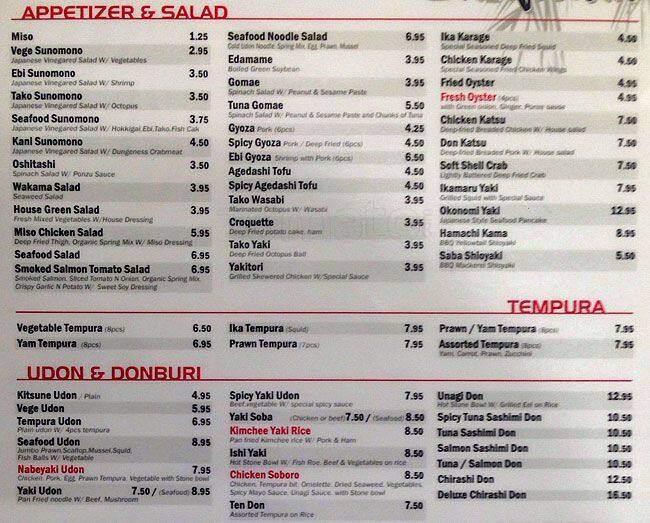 APPETIZER & SALAD
Miso 1.25
Vege Sunomono 2.95
Japanese Vinegared Salad W/ Vegetables
Ebi Sunomono 3.50
Japanese Vinegared Salad W/ Shrimp
Tako Sunomono 3.50
Japanese Vinegared Salad W/ Octopus
Seafood Sunomono 3.75
Japanese Vinegared Salad W/ Hokkigai,Ebi,Tako,Fish Cak
Kani Sunomono 4.50
Japanese Vinegared Salad W/ Dungeness Crabmeat
Oshitashi 3.50
Spinach Salad W/ Ponzu Sauce
Wakama Salad 3.95
Seaweed Salad
House Green Salad 3.95
Fresh Mixed Vegetables W/ House Dressing
Miso Chicken Salad 5.95
Deep Fried Thigh, Organic Spring Mix W/ Miso Dressing
Seafood Salad 6.95
Smoked Salmon Tomato Salad 6.95
Smoked Salmon, Sliced Tomato N Onion, Organic Spring Mix,
Crispy Garlic N Potato W/ Sweet Soy Dressing
Seafood Noodle Salad 6.95
Cold Udon Noodle, Spring Mix, Egg, Prawn, Mussel
Edamame 3.95
Boiled Green Soybean
Gomae 3.95
Spinach Salad W/ Peanut & Sesame Paste
Tuna Gomae 5.50
Spinach Salad W/ Peanut & Sesame Paste and Chunks of Tuna
Gyoza Pork (6pcs) 4.25
Spicy Gyoza Pork / Deep Fried (6pcs) 4.50
Ebi Gyoza Shrimp with Pork (6pcs) 6.50
Agedashi Tofu 4.50
Spicy Agedashi Tofu 4.50
Tako Wasabi 3.95
Marinated Octopus W/ Wasabi
Croquette 3.95
Deep Fried potato cake, ham
Tako Yaki 3.95
Deep Fried Octopus Ball
Yakitori 3.95
Grilled Skewered Chicken W/Special Sauce
Ika Karage 4.50
Special Seasoned Deep Fried Squid
Chicken Karage 4.50
Special Seasoned Fried Chicken Wings
Fried Oyster 4.95
Fresh Oyster (4pcs) 4.95
with Green onion, Ginger, Ponzu sauce
Chicken Katsu 7.50
Deep-fried Breaded Chicken W/ House salad
Don Katsu 7.50
Deep-fried Breaded Pork W/ House salad
Soft Shell Crab 7.50
Lightly Battered Deep Fried Crab
Ikamaru Yaki 7.95
Grilled Squid with Special Sauce
Okonomi Yaki 12.95
Japanese Style Seafood Pancake
Hamachi Kama 8.95
BBQ Yellowtail Shioyaki
Saba Shioyaki 5.50
BBQ Mackerel Shioyaki
TEMPURA
Vegetable Tempura (8pcs) 6.50
Yam Tempura (8pcs) 6.95
Ika Tempura (Squid) 7.95
Prawn Tempura (7pcs) 7.95
Prawn / Yam Tempura (8pcs) 7.95
Assorted Tempura (8pcs) 7.95
Yam, Carrot, Prawn, Zucchini
UDON & DONBURI
Kitsune Udon / Plain 4.95
Vege Udon 5.95
Tempura Udon 6.95
Plain udon W/ 4pcs tempura
Seafood Udon 8.95
Jumbo Prawn,Scallop,Mussel,Squid,
Fish Balls W/ Vegetable
Nabeyaki Udon 7.95
Chicken, Pork, Egg, Prawn Tempura, Vegetable with Stone bowl
Yaki Udon 7.50 / (Seafood) 8.95
Pan Fried Noodle W/ Beef, Mushroom
Spicy Yaki Udon 7.95
Beef,vegetable W/ special spicy sauce
Yaki Soba (Chicken or beef) 7.50 / (Seafood) 8.50
Kimchee Yaki Rice 8.50
Pan fried Kimchee rice W/ Pork & Ham
Ishi Yaki 8.50
Hot Stone Bowl W/ Fish Roe, Beef & Vegetables on rice
Chicken Soboro 8.50
Chicken, Tempura bit, Omelette, Dried Seaweed, Vegetables,
Spicy Mayo Sauce, Unagi Sauce, with Stone bowl
Ten Don 7.50
Assorted Tempura on Rice
Unagi Don 12.95
Hot Stone Bowl W/ Grilled Eel on Rice
Spicy Tuna Sashimi Don 10.50
Tuna Sashimi Don 10.50
Salmon Sashimi Don 10.50
Tuna / Salmon Don 10.50
Chirashi Don 12.50
Deluxe Chirashi Don 16.50